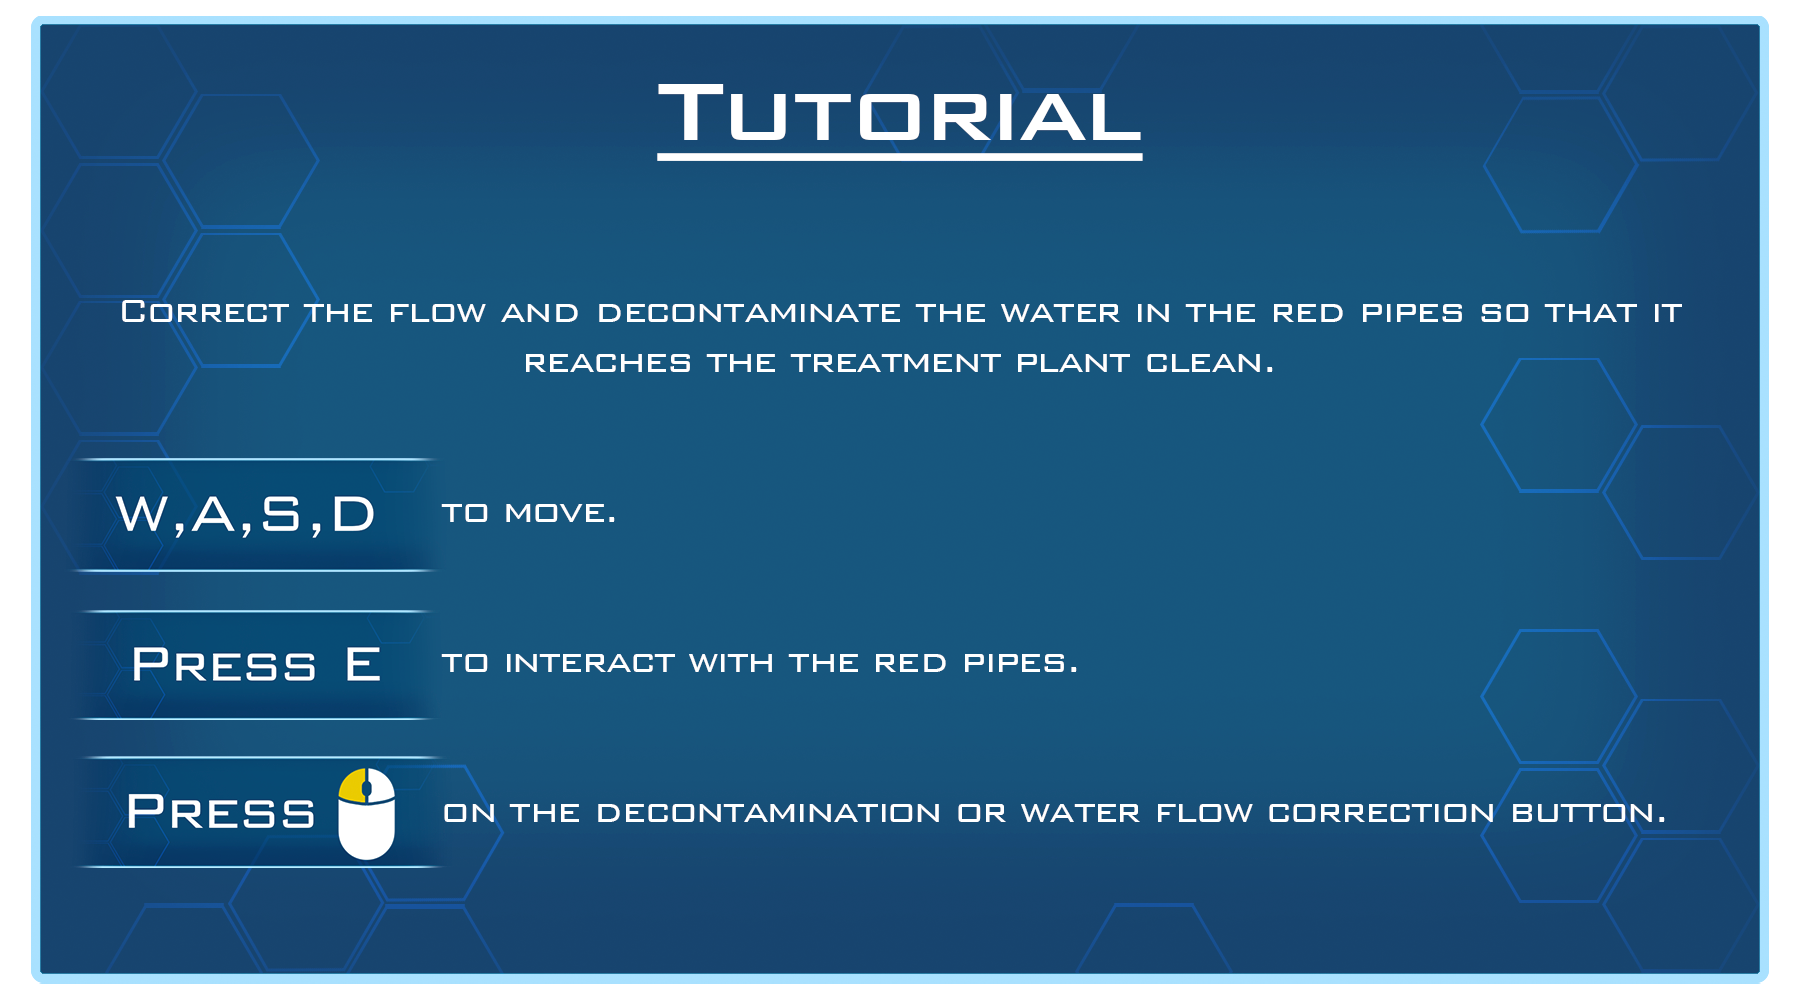 Tutorial
Correct the flow and decontaminate the water in the red pipes so that it
reaches the treatment plant clean.
W,A,S,D to move.
Press E to interact with the red pipes.
Press on the decontamination or water flow correction button.